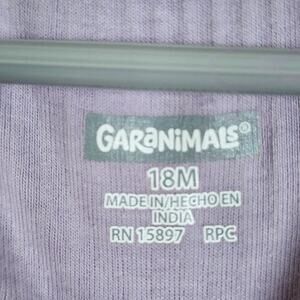 GARANIMALS®
18M
MADE IN/HECHO EN
INDIA
RN 15897 RPC